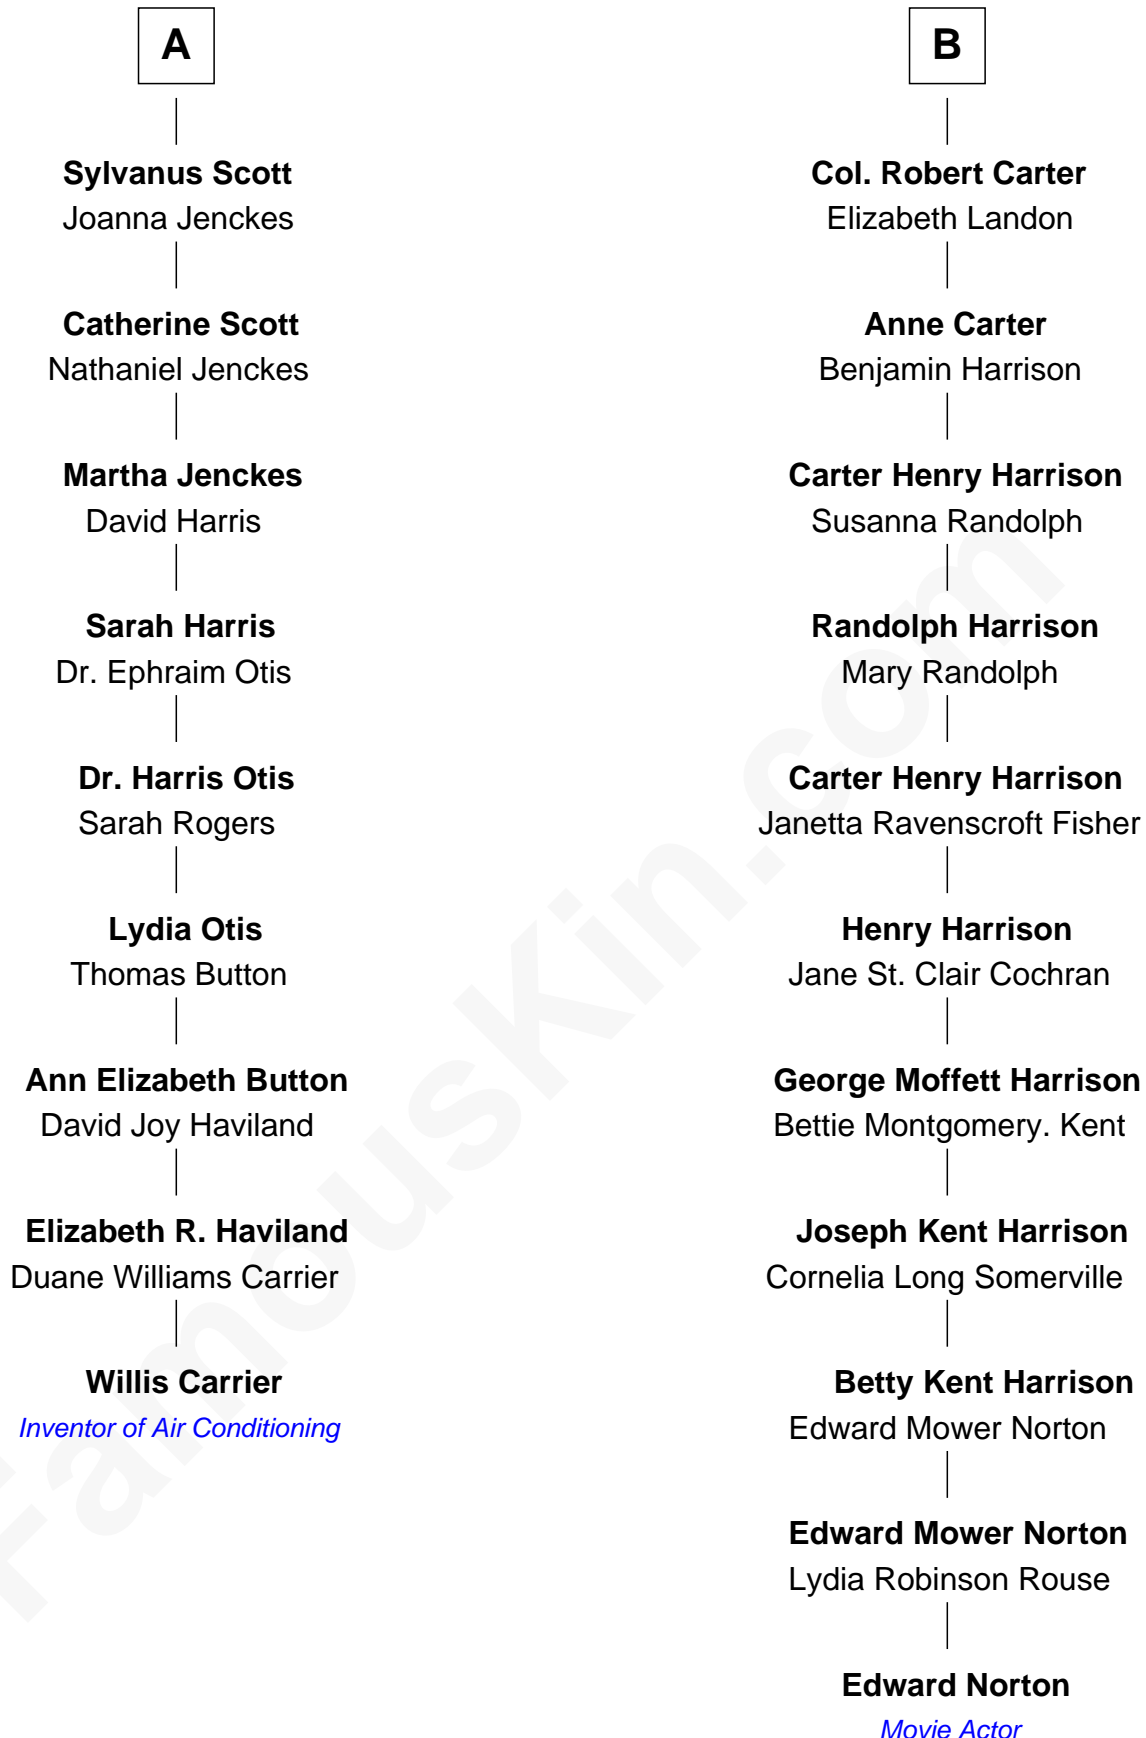 A
Sylvanus Scott
Joanna Jenckes
Catherine Scott
Nathaniel Jenckes
Martha Jenckes
David Harris
Sarah Harris
Dr. Ephraim Otis
Dr. Harris Otis
Sarah Rogers
Lydia Otis
Thomas Button
Ann Elizabeth Button
David Joy Haviland
Elizabeth R. Haviland
Duane Williams Carrier
Willis Carrier
Inventor of Air Conditioning
B
Col. Robert Carter
Elizabeth Landon
Anne Carter
Benjamin Harrison
Carter Henry Harrison
Susanna Randolph
Randolph Harrison
Mary Randolph
Carter Henry Harrison
Janetta Ravenscroft Fisher
Henry Harrison
Jane St. Clair Cochran
George Moffett Harrison
Bettie Montgomery. Kent
Joseph Kent Harrison
Cornelia Long Somerville
Betty Kent Harrison
Edward Mower Norton
Edward Mower Norton
Lydia Robinson Rouse
Edward Norton
Movie Actor
FamousKin.com